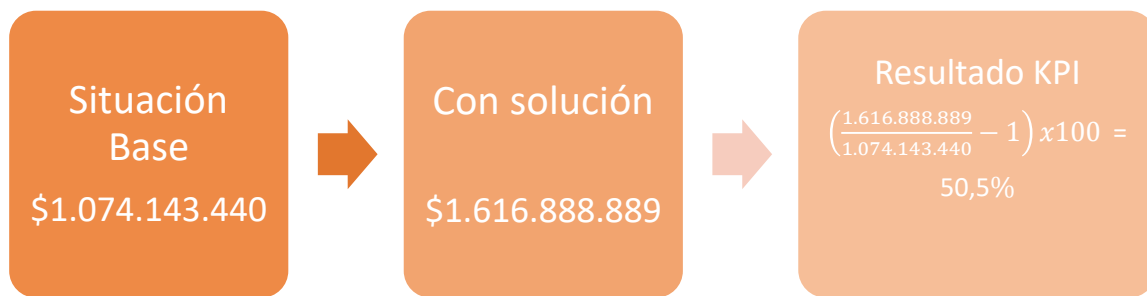 Situación
Base
$1.074.143.440
Con solución
$1.616.888.889
Resultado KPI
(1.616.888.889/1.074.143.440 − 1) x100 =
50,5%